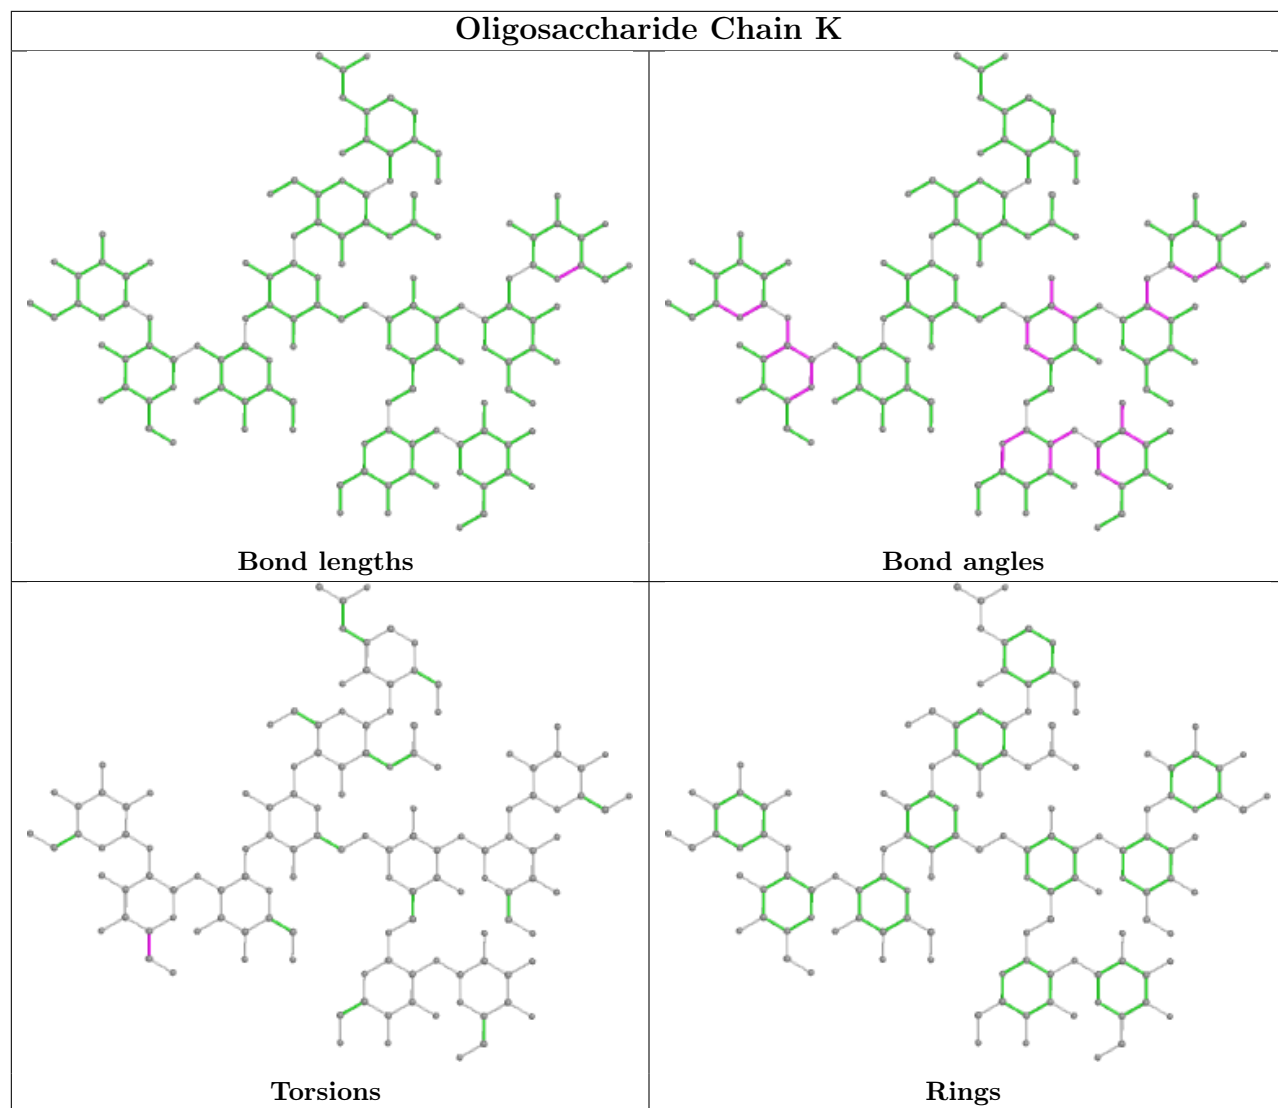 Oligosaccharide Chain K
Bond lengths
Bond angles
Torsions
Rings